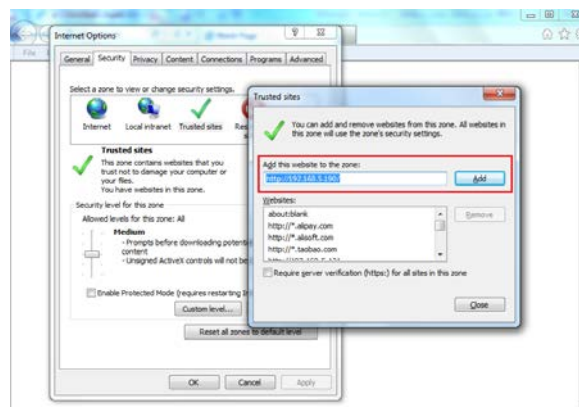 Internet Options
General Security Privacy Content Connections Programs Advanced
Select a zone to view or change security settings.
Internet Local intranet Trusted sites
Trusted sites
This zone contains websites that you
trust not to damage your computer or
your files.
You have websites in this zone.
Security level for this zone
Allowed levels for this zone: All
Medium
- Prompts before downloading potent
content
- Unsigned ActiveX controls will not be
Enable Protected Mode (requires restarting
Custom level...
Reset all zones to default level
OK Cancel Apply
Trusted sites
You can add and remove websites from this zone. All websites in
this zone will use the zone's security settings.
Add this website to the zone:
http://192.168.5.190/
Add
Websites:
about:blank
http://*.alipay.com
http://*.alisoft.com
http://*.taobao.com
Remove
Require server verification (https:) for all sites in this zone
Close